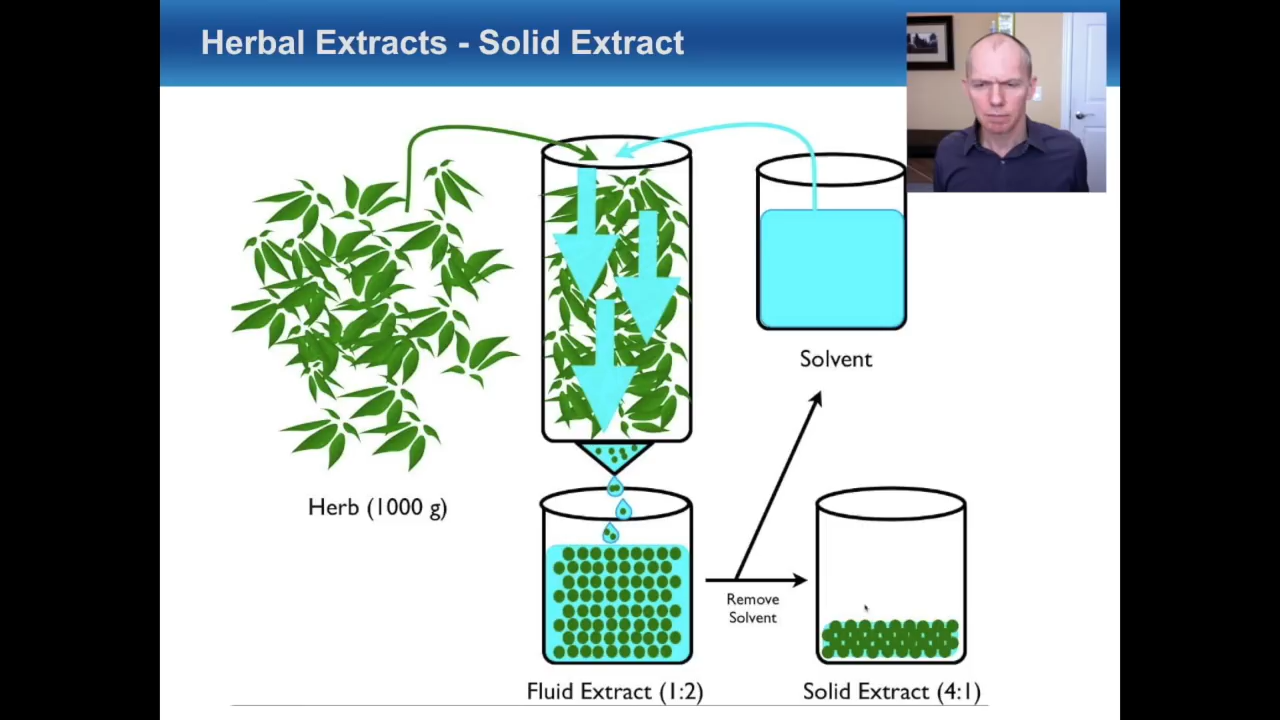 Herbal Extracts - Solid Extract
Solvent
Herb (1000 g)
Remove
Solvent
Fluid Extract (1:2)
Solid Extract (4:1)